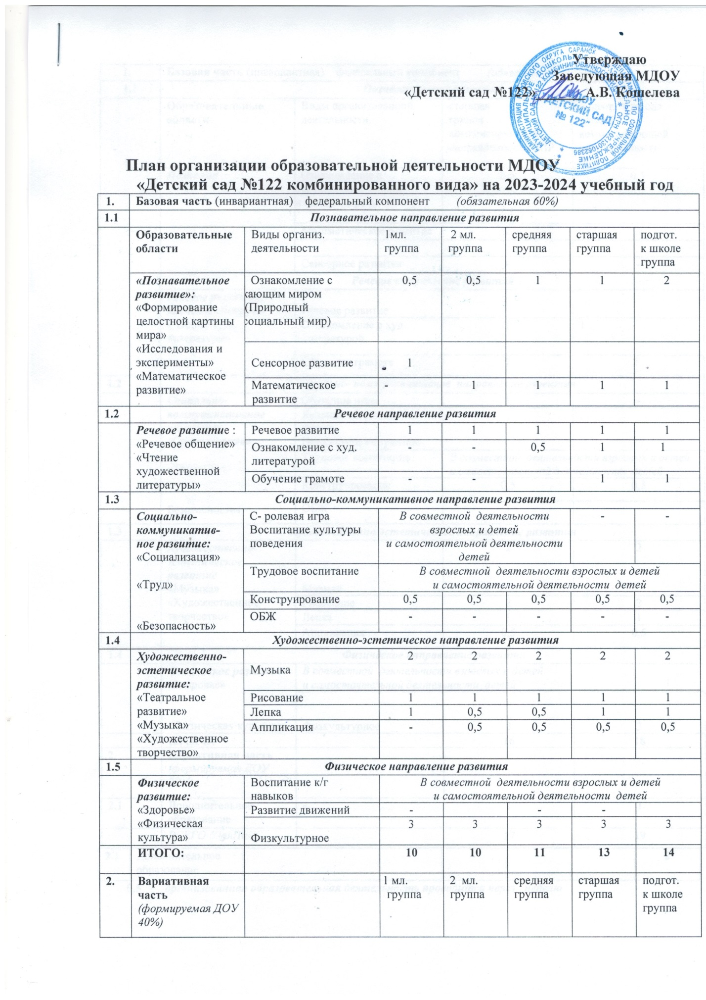 Утверждаю
Заведующая МДОУ
«Детский сад №122»________А.В. Кошелева
МДОУ
"ДЕТСКИЙ САД
№ 122"
ОГРН 1021301062386
План организации образовательной деятельности МДОУ
«Детский сад №122 комбинированного вида» на 2023-2024 учебный год
1. Базовая часть (инвариантная) федеральный компонент (обязательная 60%)
1.1 Познавательное направление развития
Образовательные области Виды организ. деятельности 1мл. группа 2 мл. группа средняя группа старшая группа подгот. к школе группа
«Познавательное развитие»: Ознакомление с 0,5 0,5 1 1 2
«Формирование ающим миром
целостной картины (Природный
мира» социальный мир)
«Исследования и
эксперименты» Сенсорное развитие 1
«Математическое развитие» Математическое развитие - 1 1 1 1
1.2 Речевое направление развития
Речевое развитие : Речевое развитие 1 1 1 1 1
«Речевое общение» Ознакомление с худ. литературой - - 0,5 1 1
«Чтение
художественной
литературы» Обучение грамоте - - 1 1
1.3 Социально-коммуникативное направление развития
Социально-
коммуникатив-
ное развитие:
«Социализация»
С- ролевая игра
Воспитание культуры
поведения
В совместной деятельности
взрослых и детей
и самостоятельной деятельности
детей
- -
«Труд» Трудовое воспитание
В совместной деятельности взрослых и детей
и самостоятельной деятельности детей
Конструирование 0,5 0,5 0,5 0,5 0,5
«Безопасность» ОБЖ - - - - -
1.4 Художественно-эстетическое направление развития
Художественно-
эстетическое
развитие:
Музыка 2 2 2 2 2
«Театральное
развитие»
«Музыка»
«Художественное
творчество»
Рисование 1 1 1 1 1
Лепка 1 0,5 0,5 1 1
Аппликация - 0,5 0,5 0,5 0,5
1.5 Физическое направление развития
Физическое
развитие:
Воспитание к/г
навыков
В совместной деятельности взрослых и детей
и самостоятельной деятельности детей
«Здоровье» Развитие движений - - -
«Физическая
культура»
Физкультурное 3 3 3 3 3
ИТОГО: 10 10 11 13 14
2. Вариативная
часть
(формируемая ДОУ
40%)
1 мл. группа 2 мл. группа средняя группа старшая группа подгот. к школе группа